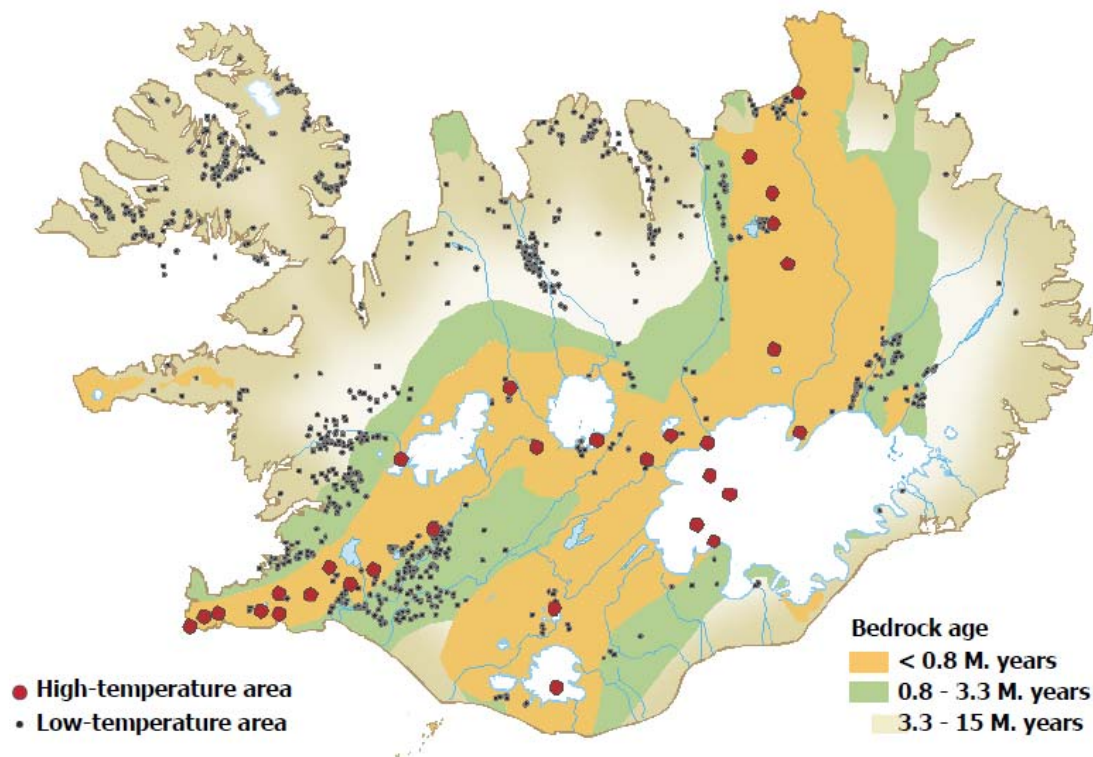 High-temperature area
Low-temperature area
Bedrock age
< 0.8 M. years
0.8 - 3.3 M. years
3.3 - 15 M. years